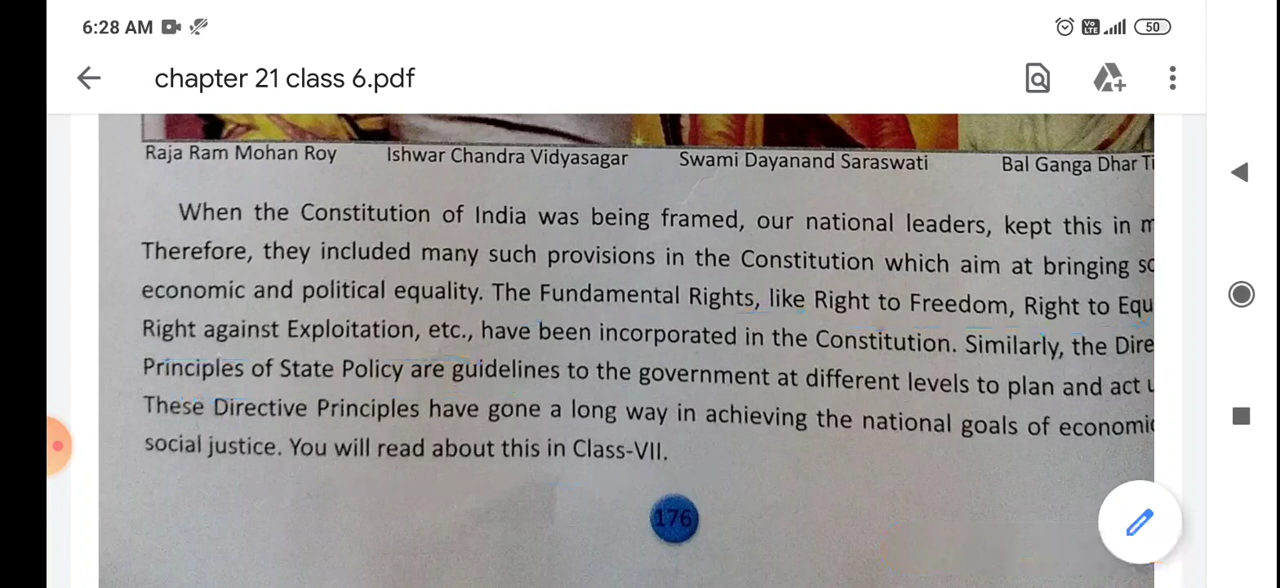 6:28 AM
50
chapter 21 class 6.pdf
Raja Ram Mohan Roy Ishwar Chandra Vidyasagar Swami Dayanand Saraswati Bal Ganga Dhar
When the Constitution of India was being framed, our national leaders, kept this in
Therefore, they included many such provisions in the Constitution which aim at bringing
economic and political equality. The Fundamental Rights, like Right to Freedom, Right to
Right against Exploitation, etc., have been incorporated in the Constitution. Similarly, the
Principles of State Policy are guidelines to the government at different levels to plan and act
These Directive Principles have gone a long way in achieving the national goals of
social justice. You will read about this in Class-VII.
176